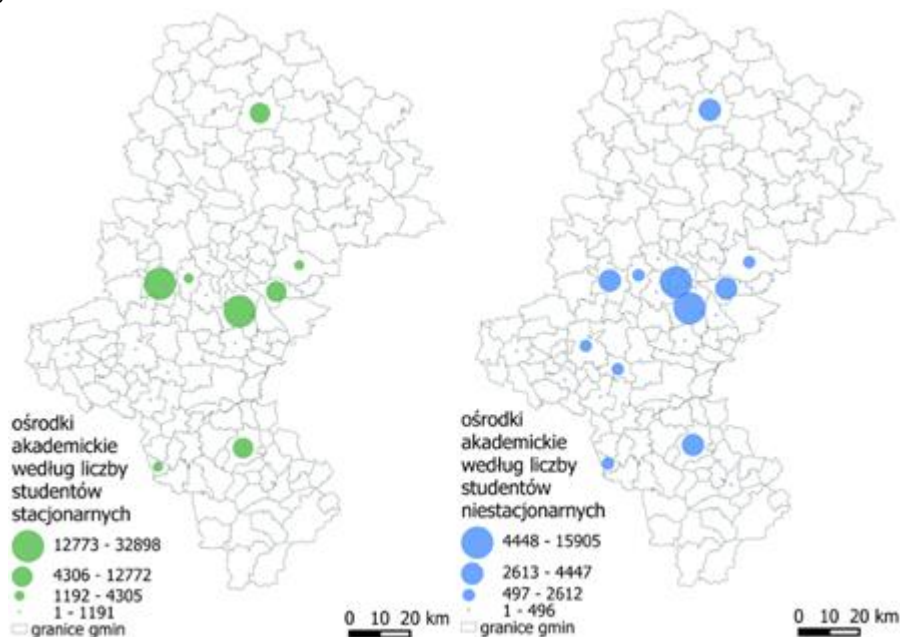 ośrodki
akademickie
według liczby
studentów
stacjonarnych
12773 - 32898
4306 - 12772
1192 - 4305
1 - 1191
granice gmin
0 10 20 km
ośrodki
akademickie
według liczby
studentów
niestacjonarnych
4448 - 15905
2613 - 4447
497 - 2612
1 - 496
granice gmin
0 10 20 km